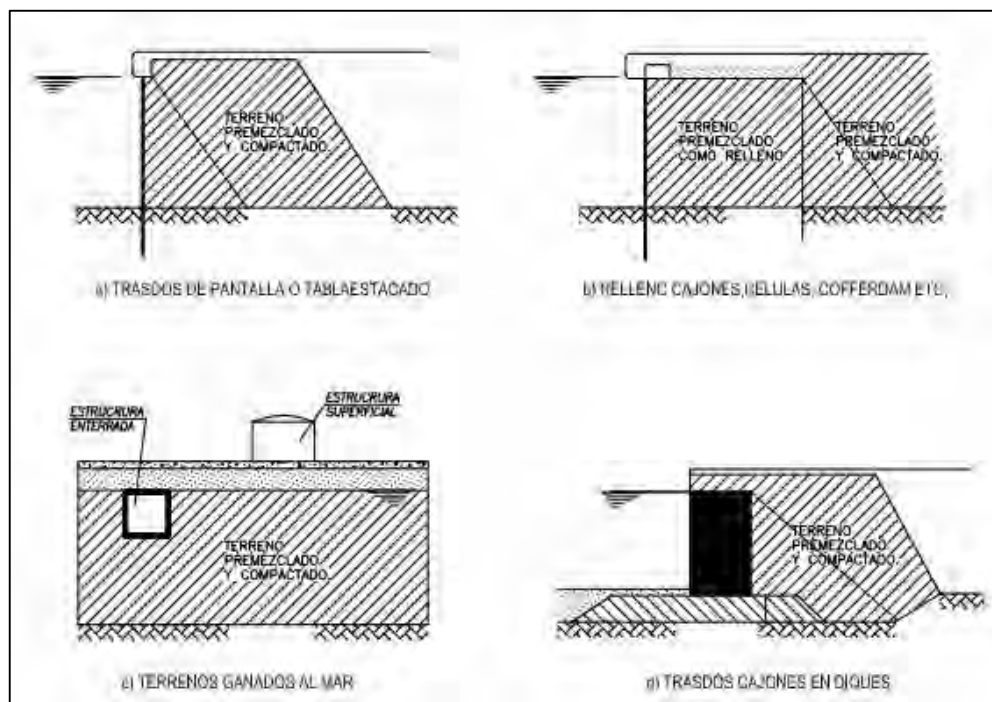 TERRENO
PREMEZCLADO
Y COMPACTADO.
TERRENO
PREMEZCLADO
COMO RELLENO
TERRENO
PREMEZCLADO
Y COMPACTADO.
a) TRASDOS DE PANTALLA O TABLAESTACADO
b) RELLENO CAJONES,CELULAS, COFFERDAM ETC,
ESTRUCRURA
ENTERRADA
ESTRUCRURA
SUPERFICIAL
TERRENO
PREMEZCLADO
Y COMPACTADO.
TERRENO
PREMEZCLADO
Y COMPACTADO.
c) TERRENOS GANADOS AL MAR
d) TRASDOS CAJONES EN DIQUES